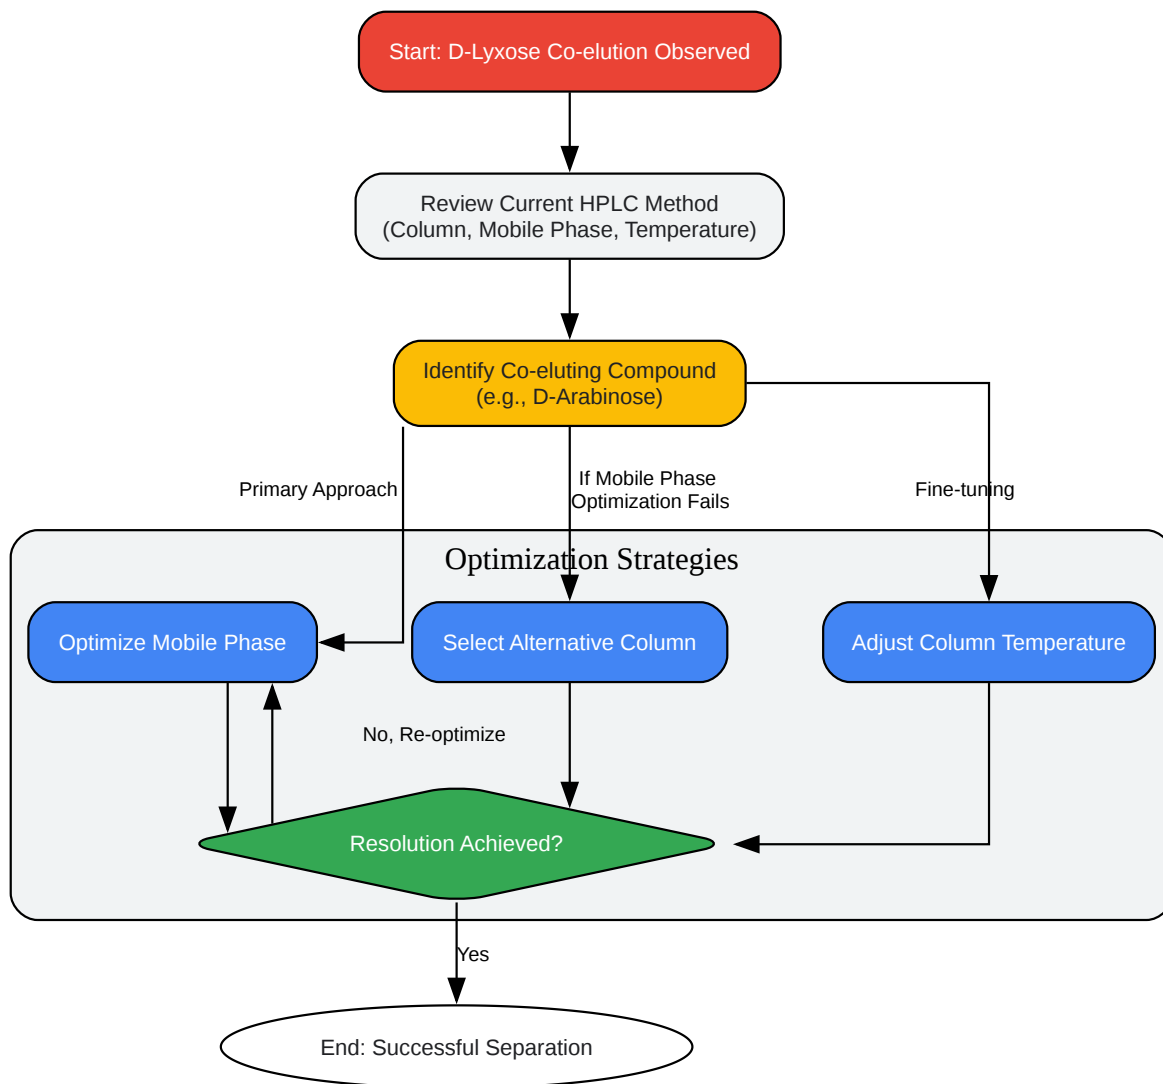 Start: D-Lyxose Co-elution Observed
Review Current HPLC Method
(Column, Mobile Phase, Temperature)
Identify Co-eluting Compound
(e.g., D-Arabinose)
Primary Approach
If Mobile Phase
Optimization Fails
Fine-tuning
Optimization Strategies
Optimize Mobile Phase
Select Alternative Column
Adjust Column Temperature
No, Re-optimize
Resolution Achieved?
Yes
End: Successful Separation